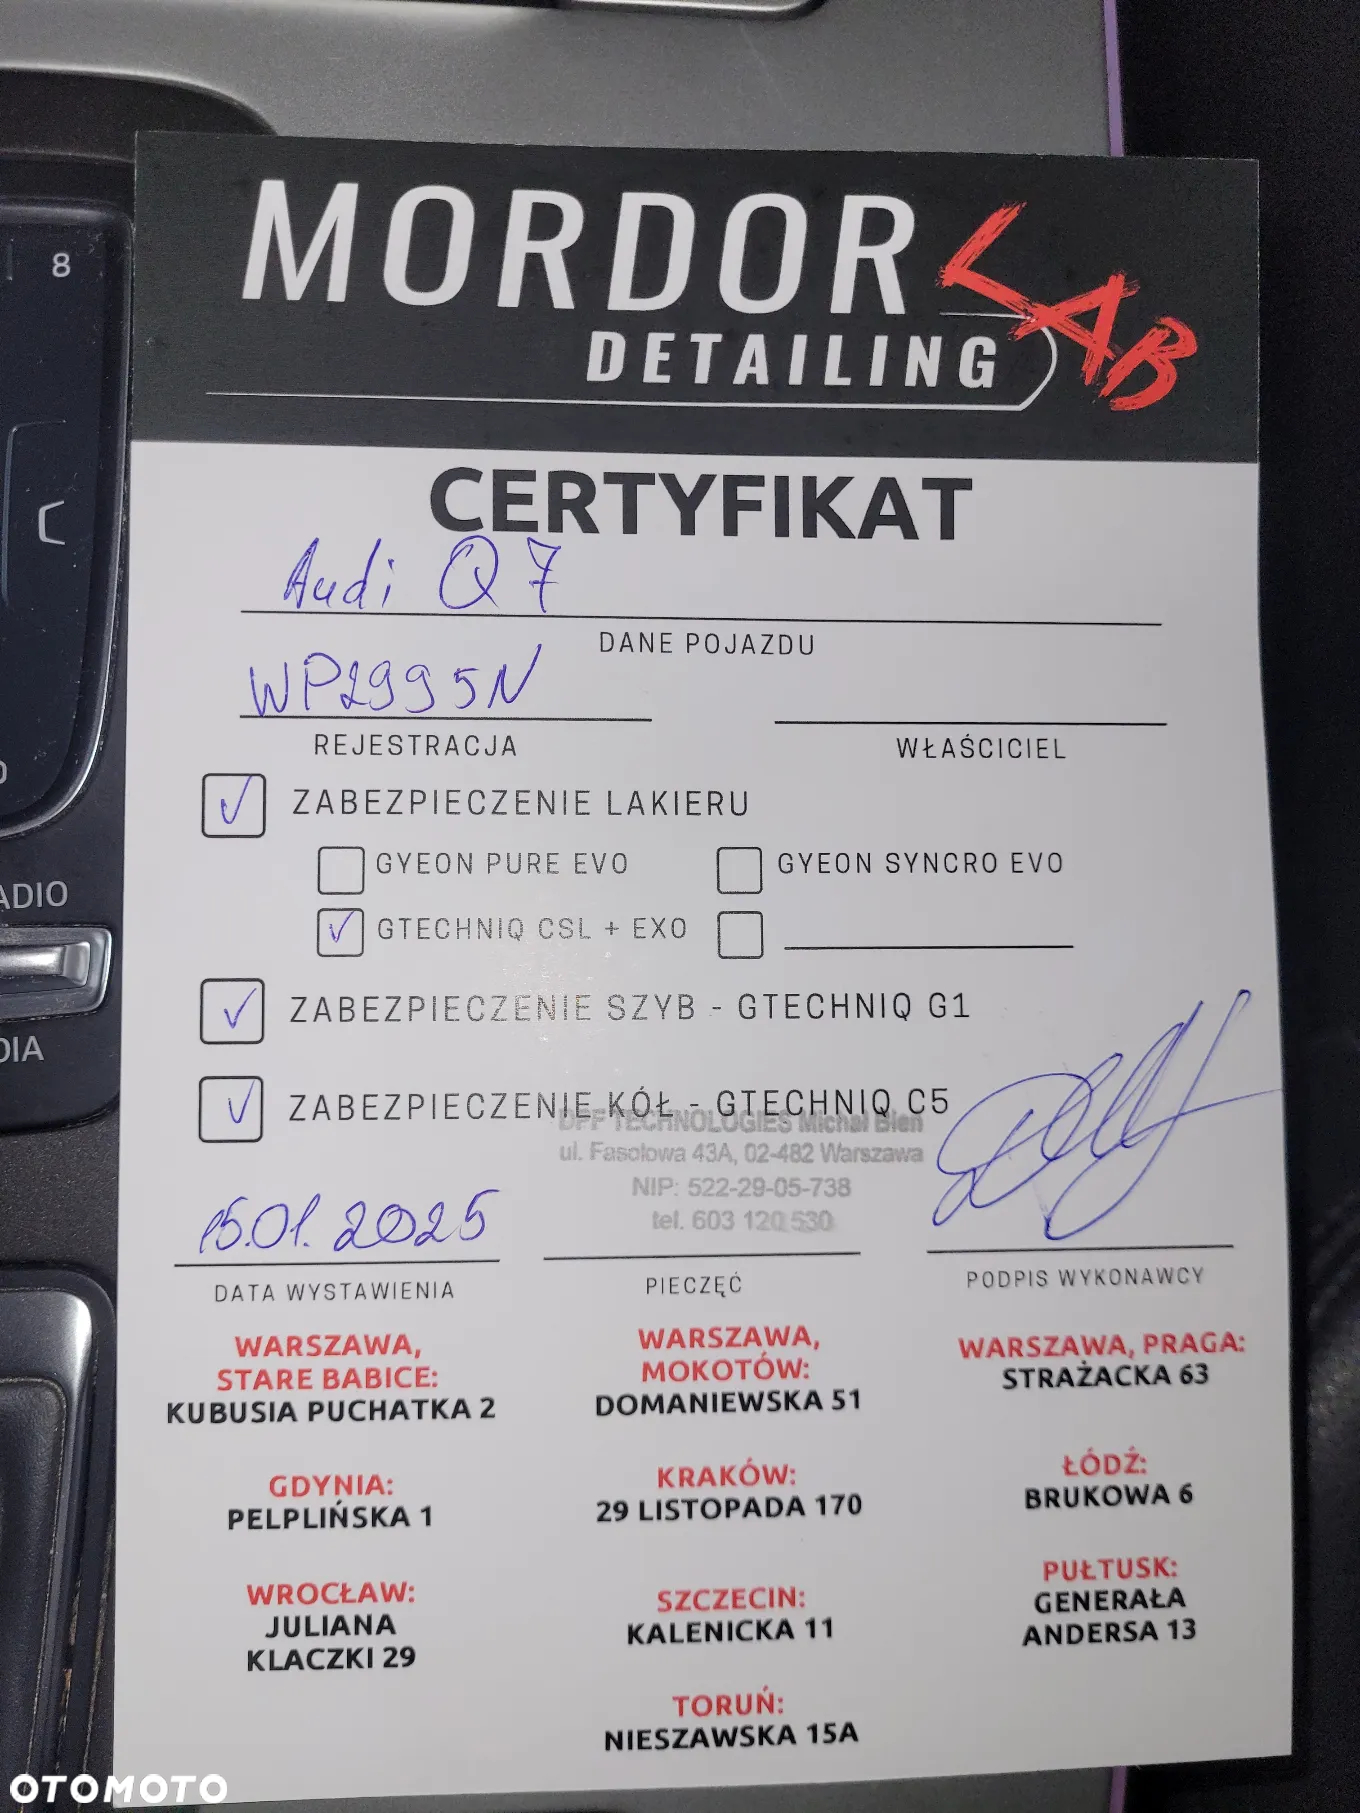 8
MORDOR LAB
DETAILING
CERTYFIKAT
Audi Q7
DANE POJAZDU
WP2995N
REJESTRACJA
WŁAŚCICIEL
✓ ZABEZPIECZENIE LAKIERU
GYEON PURE EVO GYEON SYNCRO EVO
✓ GTECHNIQ CSL + EXO
✓ ZABEZPIECZENIE SZYB - GTECHNIQ G1
✓ ZABEZPIECZENIE KÓŁ - GTECHNIQ C5
DFF TECHNOLOGIES Michał Bień
ul. Fasolowa 43A, 02-482 Warszawa
NIP: 522-29-05-738
tel. 603 120 530
15.01.2025
DATA WYSTAWIENIA
PIECZĘĆ
PODPIS WYKONAWCY
WARSZAWA,
STARE BABICE:
KUBUSIA PUCHATKA 2
WARSZAWA,
MOKOTÓW:
DOMANIEWSKA 51
WARSZAWA, PRAGA:
STRAŻACKA 63
GDYNIA:
PELPLIŃSKA 1
KRAKÓW:
29 LISTOPADA 170
ŁÓDŹ:
BRUKOWA 6
WROCŁAW:
JULIANA
KLACZKI 29
SZCZECIN:
KALENICKA 11
PUŁTUSK:
GENERAŁA
ANDERSA 13
TORUŃ:
NIESZAWSKA 15A
ADIO
DIA
OTOMOTO